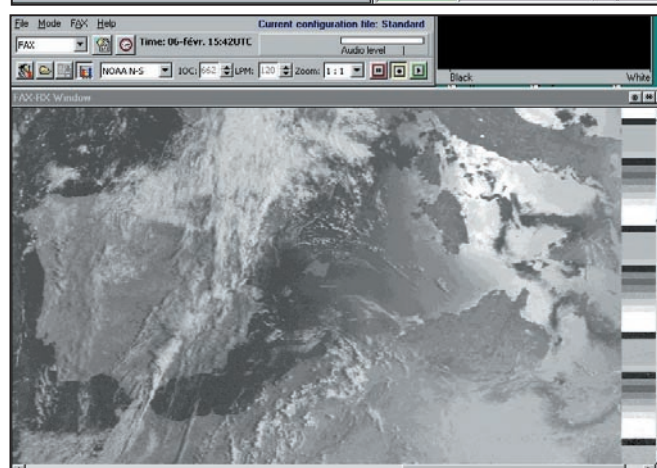 File Mode FAX Help Current configuration file: Standard
FAX Time: 06-févr. 15:42UTC
Audio level
NOAA N-S IOC: 662 LPM: 120 Zoom: 1:1
Black White
FAX-RX Window